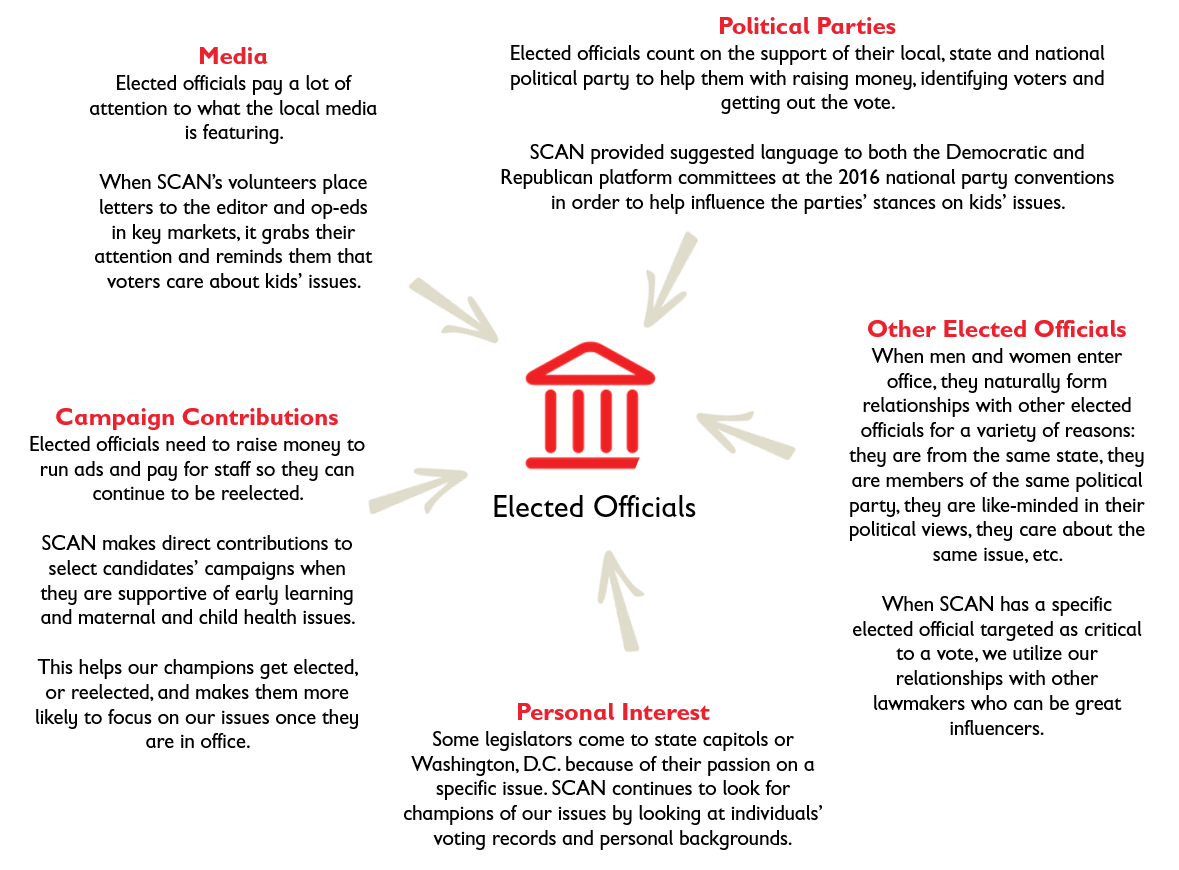 Media
Elected officials pay a lot of
attention to what the local media
is featuring.
When SCAN's volunteers place
letters to the editor and op-eds
in key markets, it grabs their
attention and reminds them that
voters care about kids' issues.
Political Parties
Elected officials count on the support of their local, state and national
political party to help them with raising money, identifying voters and
getting out the vote.
SCAN provided suggested language to both the Democratic and
Republican platform committees at the 2016 national party conventions
in order to help influence the parties' stances on kids' issues.
Other Elected Officials
When men and women enter
office, they naturally form
relationships with other elected
officials for a variety of reasons:
they are from the same state, they
are members of the same political
party, they are like-minded in their
political views, they care about the
same issue, etc.
When SCAN has a specific
elected official targeted as critical
to a vote, we utilize our
relationships with other
lawmakers who can be great
influencers.
Elected Officials
Campaign Contributions
Elected officials need to raise money to
run ads and pay for staff so they can
continue to be reelected.
SCAN makes direct contributions to
select candidates' campaigns when
they are supportive of early learning
and maternal and child health issues.
This helps our champions get elected,
or reelected, and makes them more
likely to focus on our issues once they
are in office.
Personal Interest
Some legislators come to state capitols or
Washington, D.C. because of their passion on a
specific issue. SCAN continues to look for
champions of our issues by looking at individuals'
voting records and personal backgrounds.